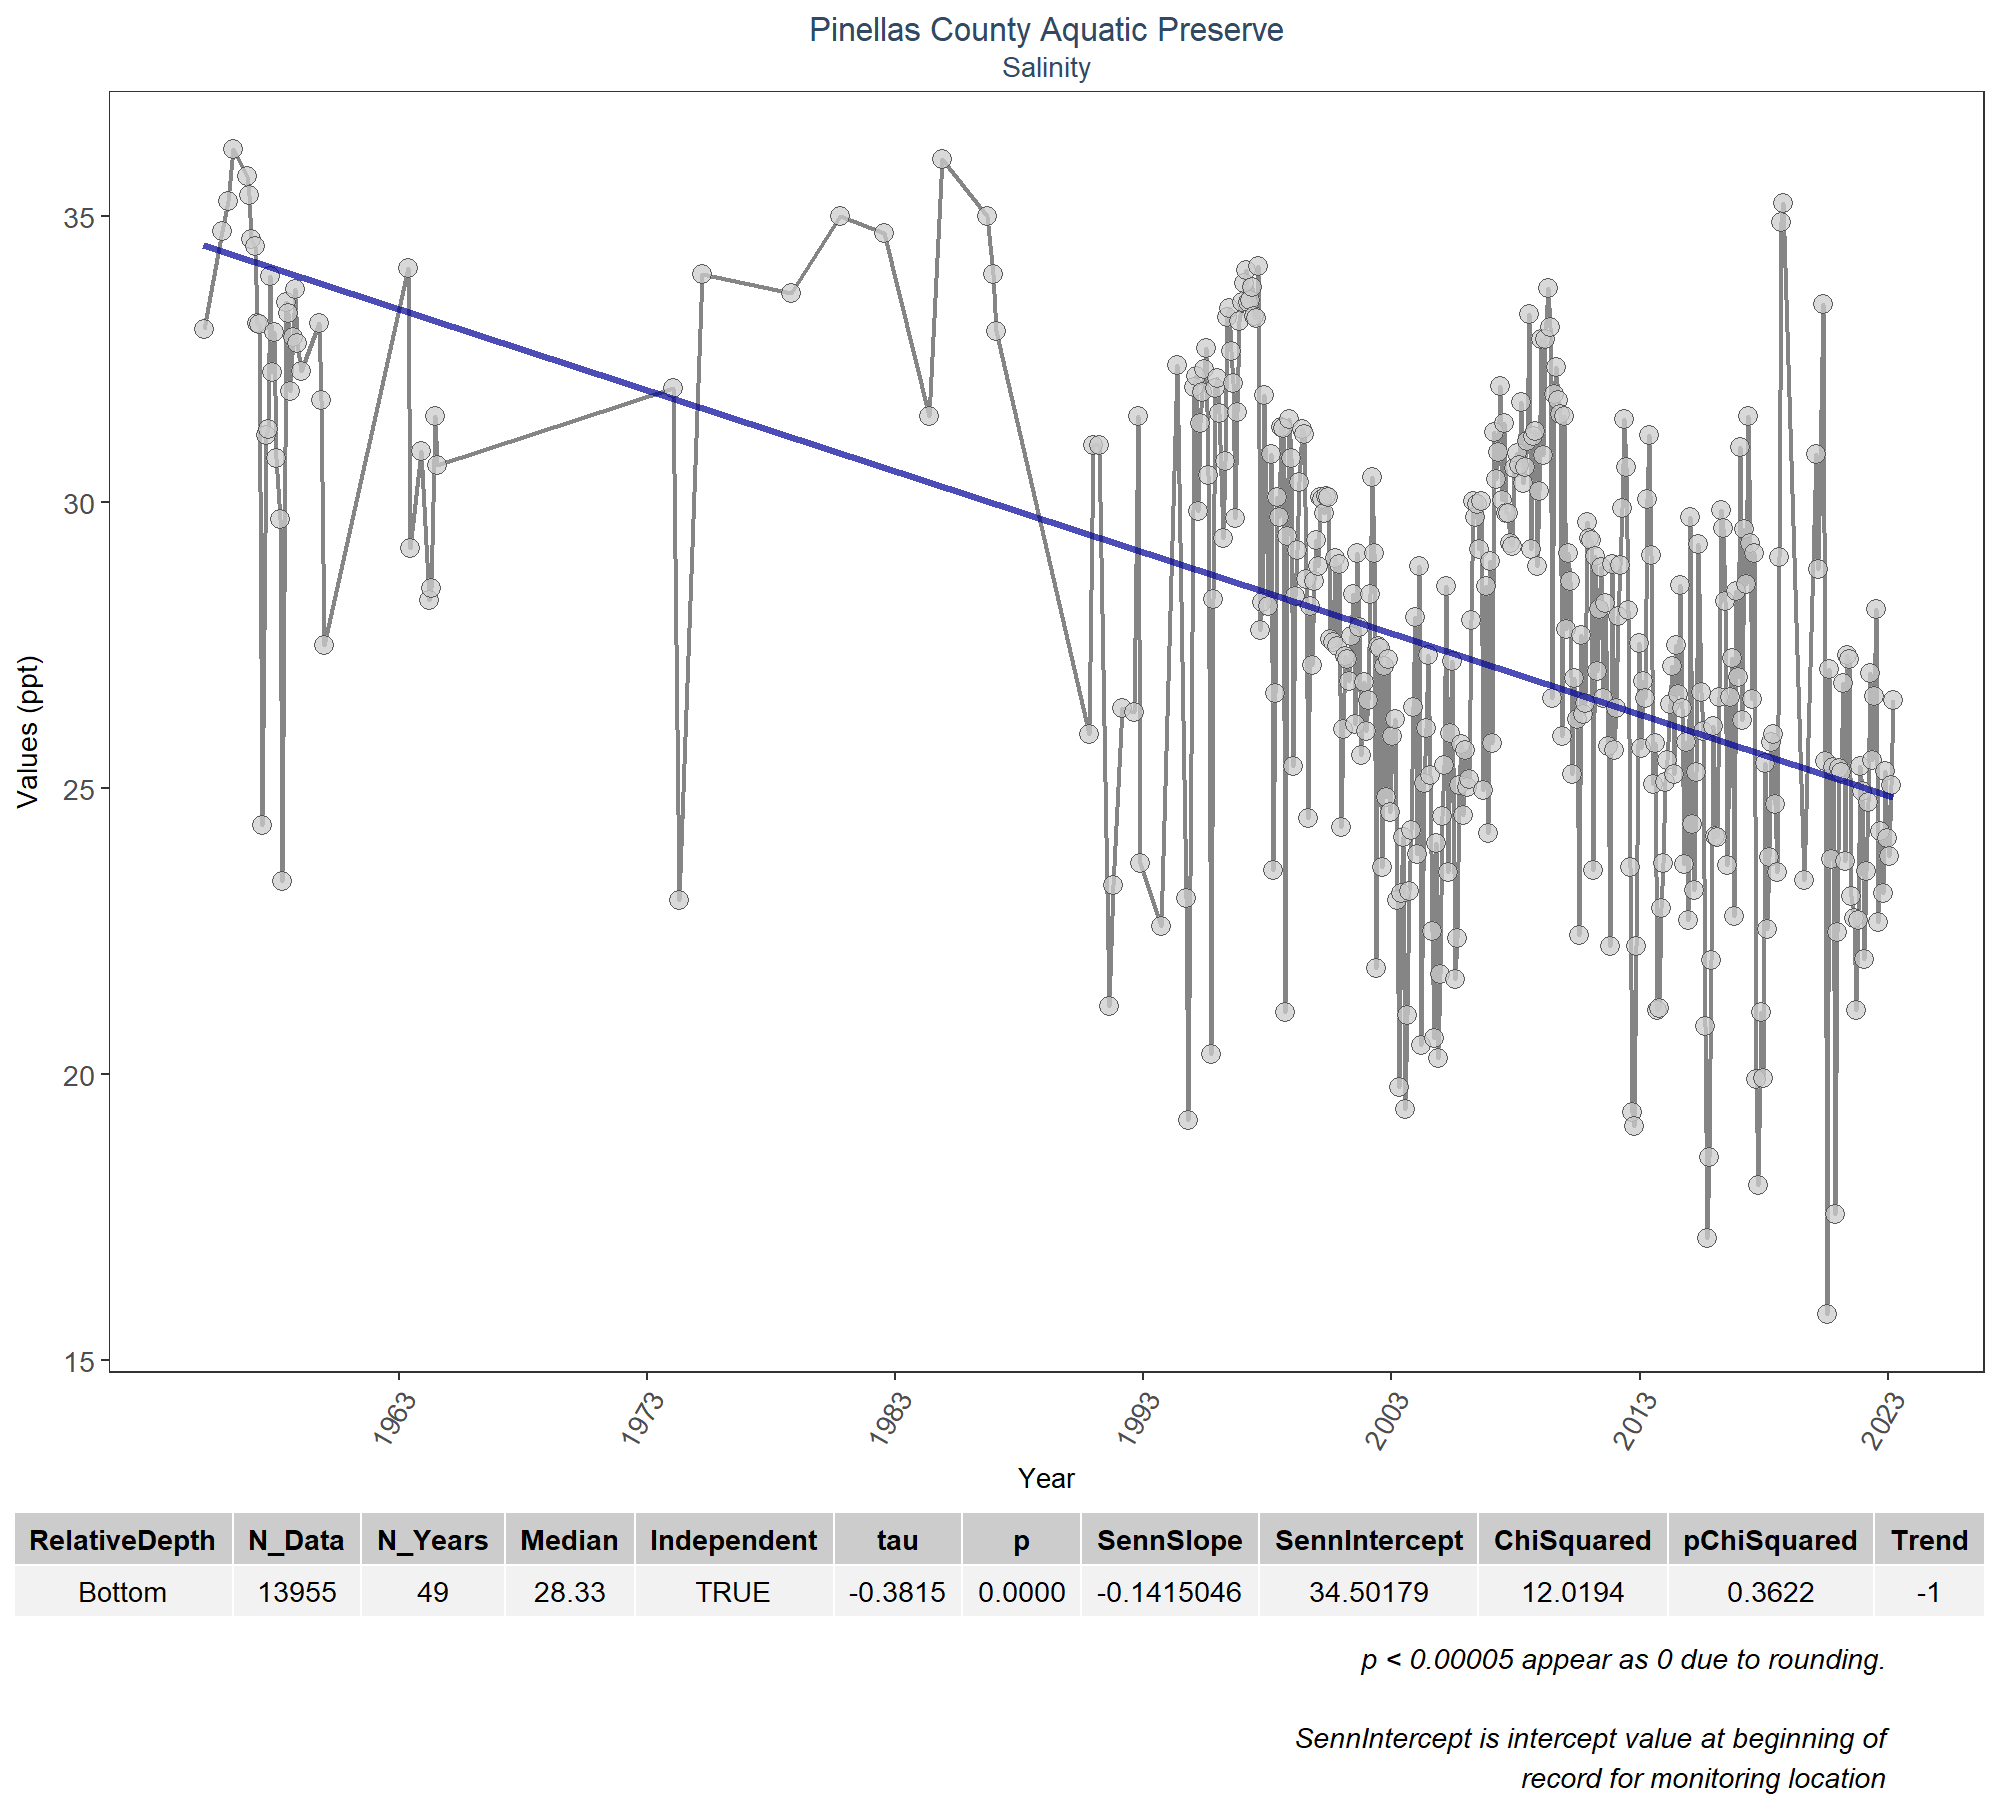 Pinellas County Aquatic Preserve
Salinity
Values (ppt)
35
30
25
20
15
1963 1973 1983 1993 2003 2013 2023
Year
RelativeDepth N_Data N_Years Median Independent tau p SennSlope SennIntercept ChiSquared pChiSquared Trend
Bottom 13955 49 28.33 TRUE -0.3815 0.0000 -0.1415046 34.50179 12.0194 0.3622 -1
p < 0.00005 appear as 0 due to rounding.
SennIntercept is intercept value at beginning of
record for monitoring location